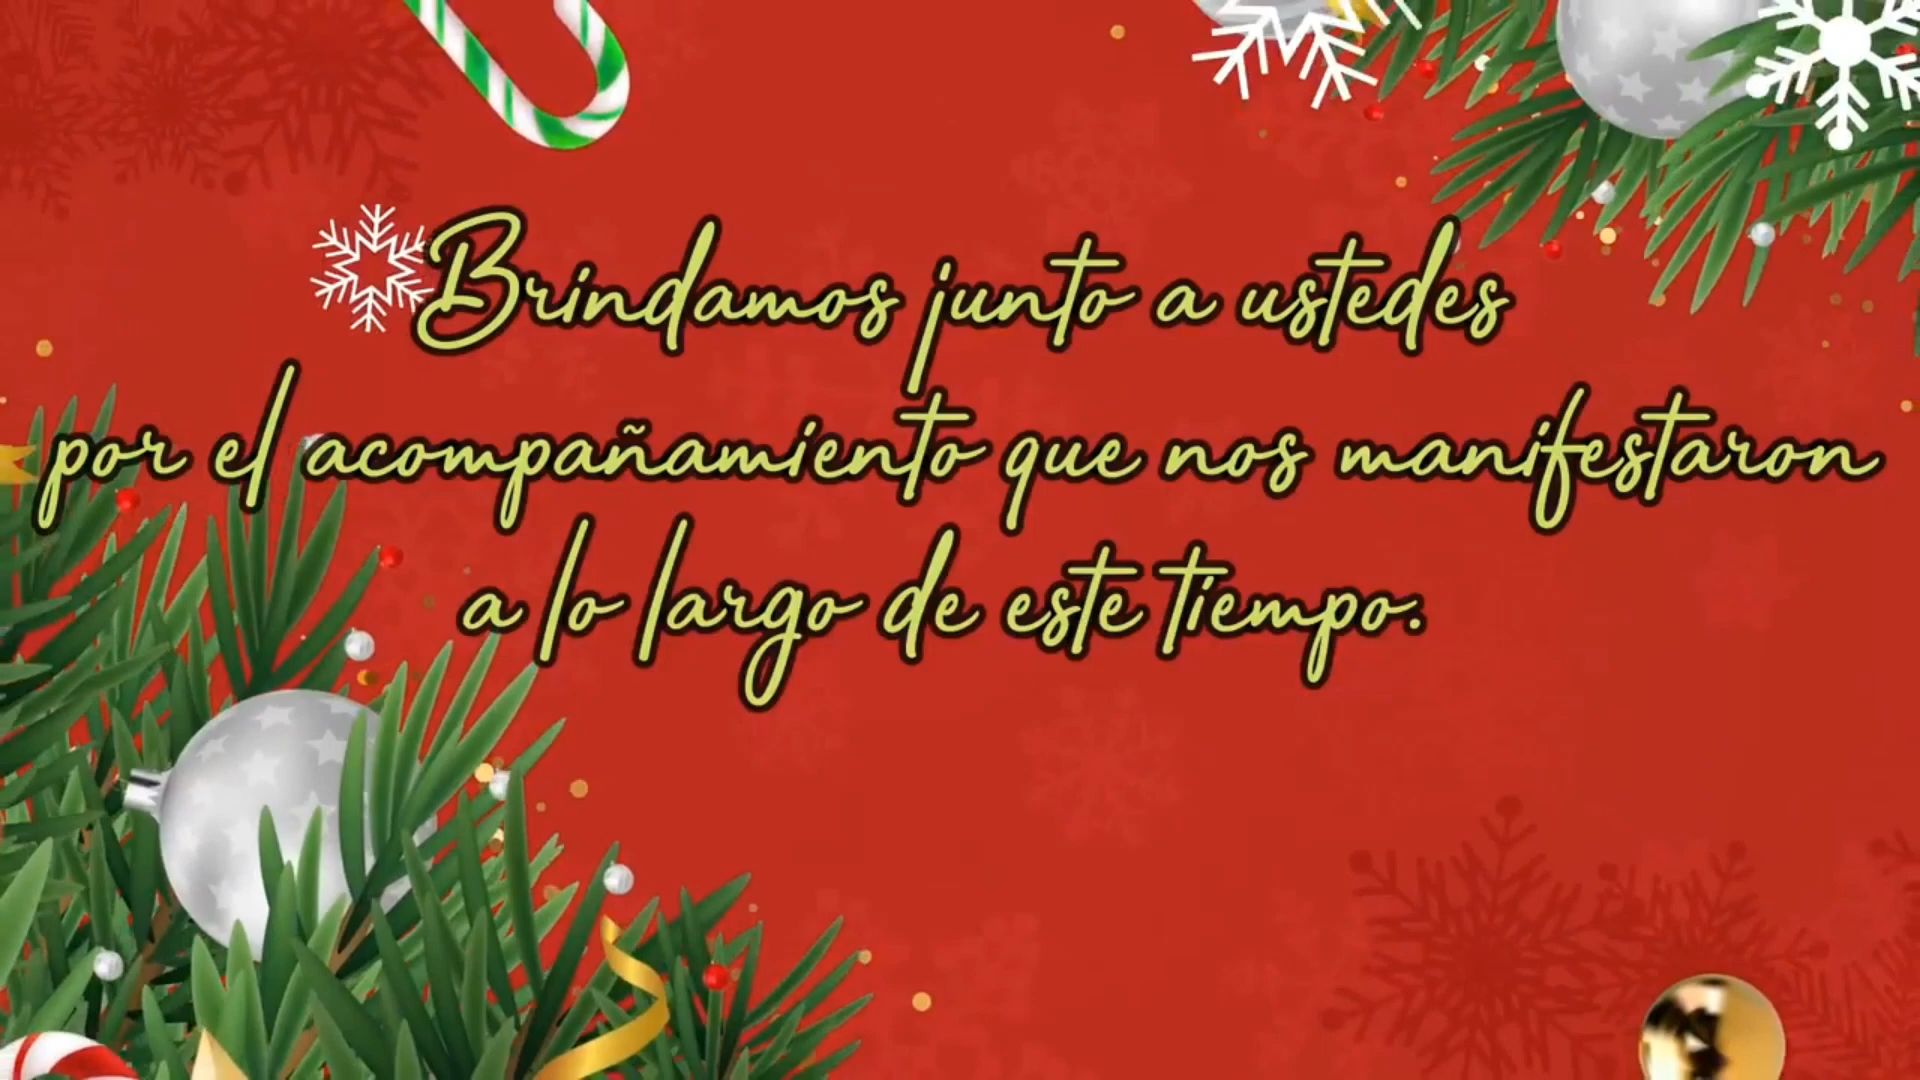 Brindamos junto a ustedes
por el acompañamiento que nos manifestaron
a lo largo de este tiempo.